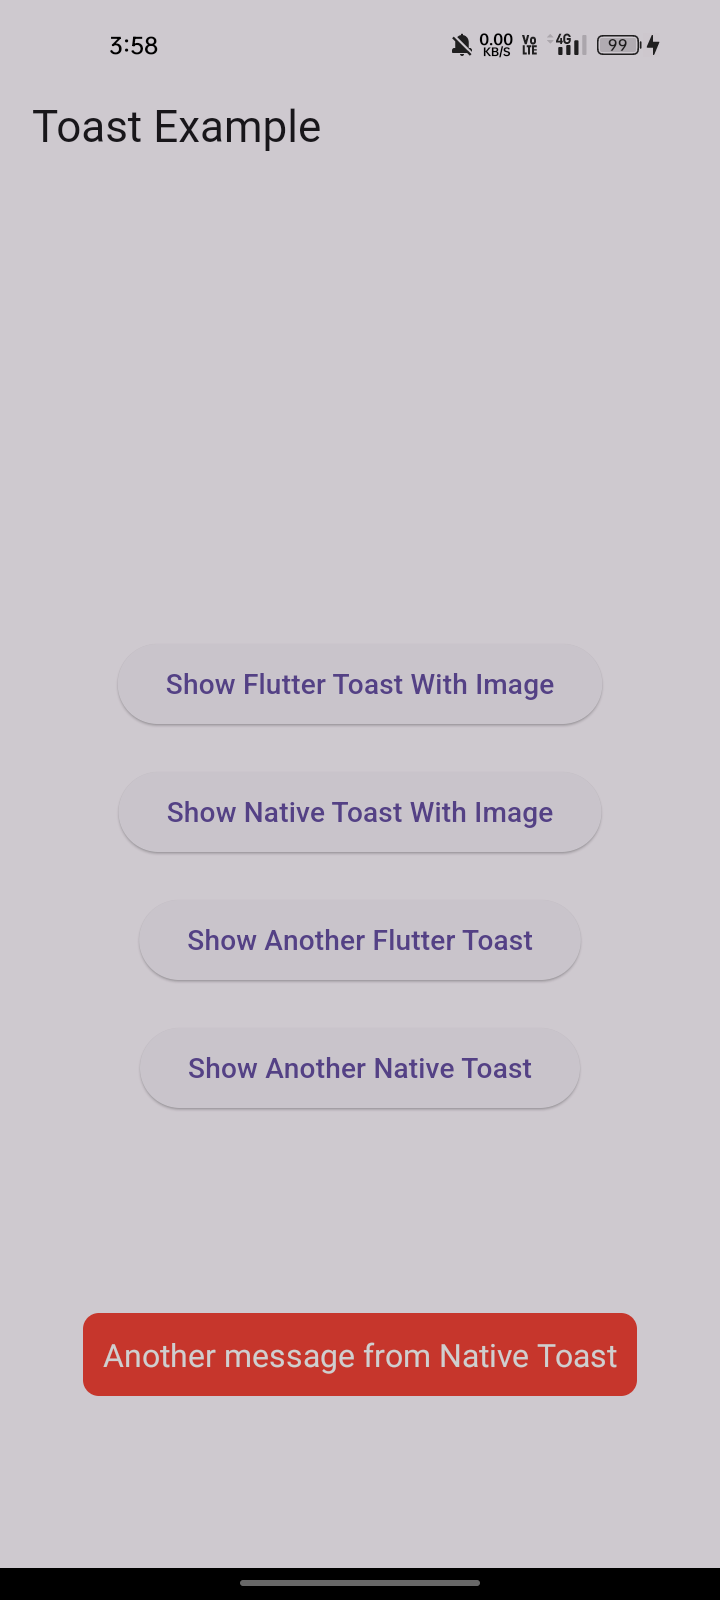 3:58
0.00
KB/S
Vo
LTE
4G
99
Toast Example
Show Flutter Toast With Image
Show Native Toast With Image
Show Another Flutter Toast
Show Another Native Toast
Another message from Native Toast